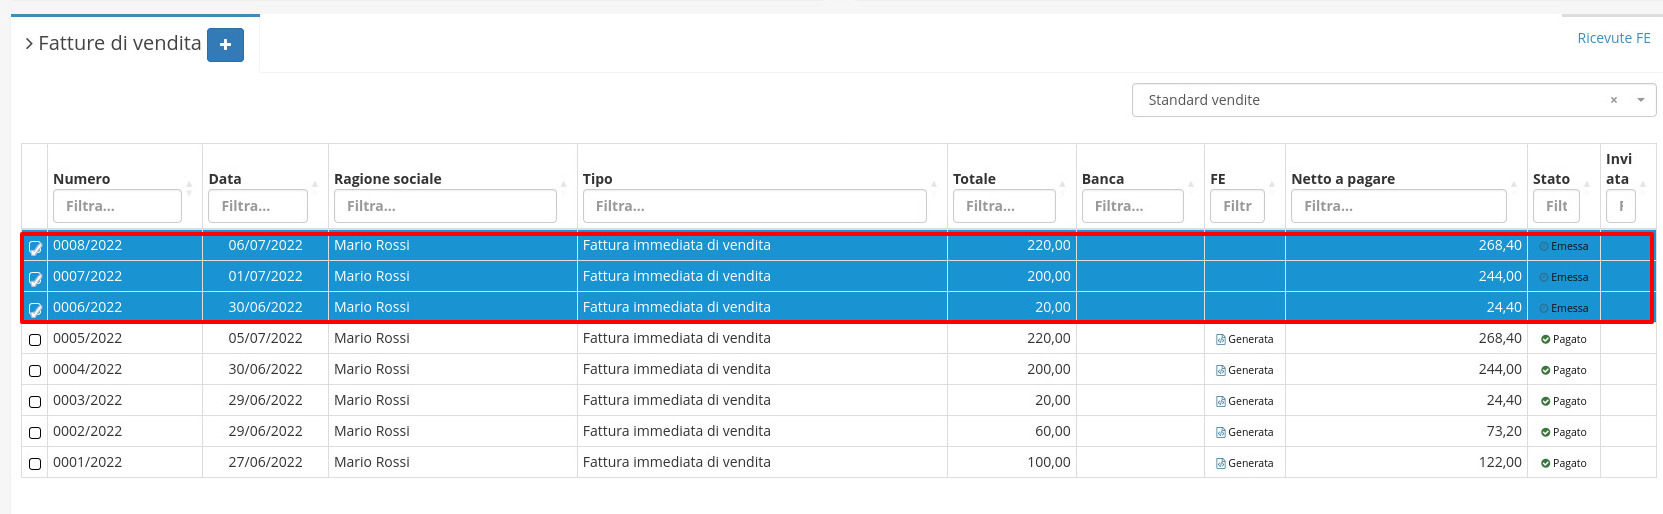 Fatture di vendita +
Ricevute FE
Standard vendite ×
Numero Data Ragione sociale Tipo Totale Banca FE Netto a pagare Stato Invi
ata
Filtra... Filtra... Filtra... Filtra... Filtra... Filtra... Filtr Filtra... Filt F
0008/2022 06/07/2022 Mario Rossi Fattura immediata di vendita 220,00 268,40 Emessa
0007/2022 01/07/2022 Mario Rossi Fattura immediata di vendita 200,00 244,00 Emessa
0006/2022 30/06/2022 Mario Rossi Fattura immediata di vendita 20,00 24,40 Emessa
0005/2022 05/07/2022 Mario Rossi Fattura immediata di vendita 220,00 Generata 268,40 Pagato
0004/2022 30/06/2022 Mario Rossi Fattura immediata di vendita 200,00 Generata 244,00 Pagato
0003/2022 29/06/2022 Mario Rossi Fattura immediata di vendita 20,00 Generata 24,40 Pagato
0002/2022 29/06/2022 Mario Rossi Fattura immediata di vendita 60,00 Generata 73,20 Pagato
0001/2022 27/06/2022 Mario Rossi Fattura immediata di vendita 100,00 Generata 122,00 Pagato